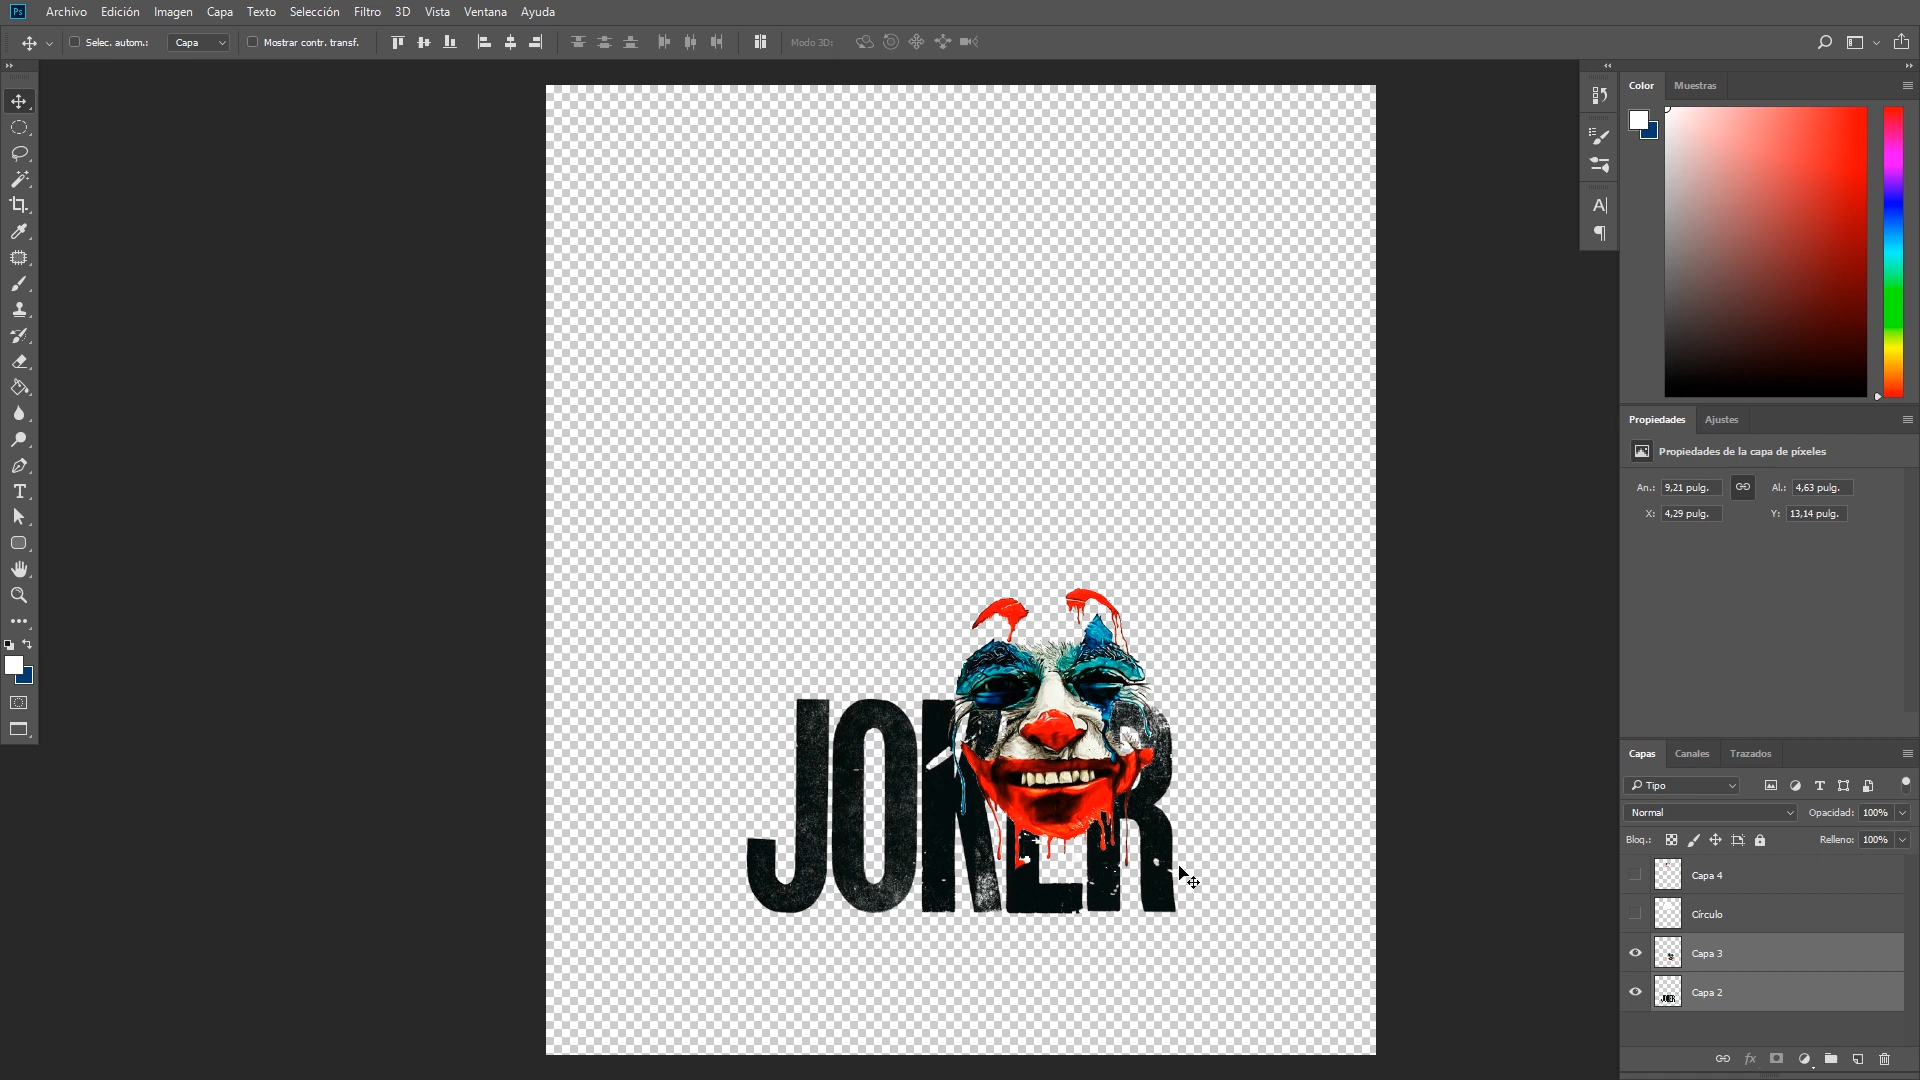 Ps Archivo Edición Imagen Capa Texto Selección Filtro 3D Vista Ventana Ayuda
Selec. autom.: Capa Mostrar contr. transf. Modo 3D:
Color Muestras
Propiedades Ajustes
Propiedades de la capa de píxeles
An.: 9,21 pulg. Al.: 4,63 pulg.
X: 4,29 pulg. Y: 13,14 pulg.
JOKER
Capas Canales Trazados
Tipo
Normal Opacidad: 100%
Bloq.: Relleno: 100%
Capa 4
Círculo
Capa 3
Capa 2